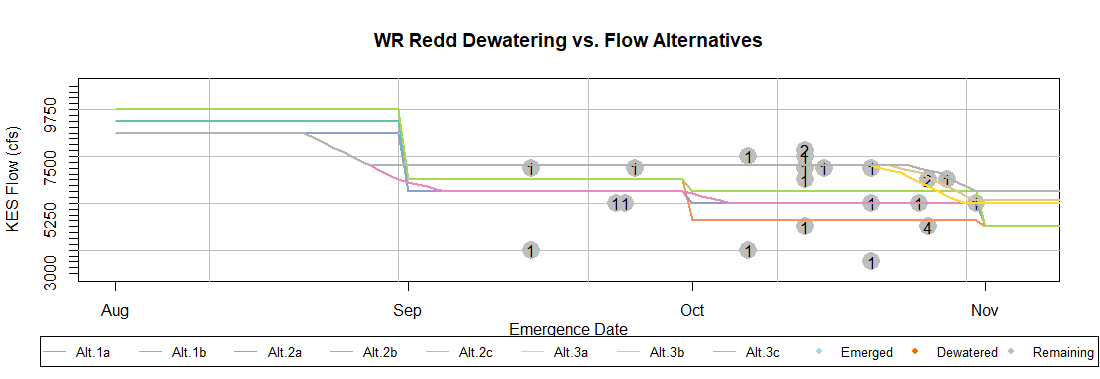 WR Redd Dewatering vs. Flow Alternatives
KES Flow (cfs)
9750
7500
5250
3000
2
1
1
1
1
1
1
1
1
2
1
1
1
1
1
1
1
1
4
1
1
1
Aug
Sep
Oct
Nov
Emergence Date
Alt.1a
Alt.1b
Alt.2a
Alt.2b
Alt.2c
Alt.3a
Alt.3b
Alt.3c
Emerged
Dewatered
Remaining